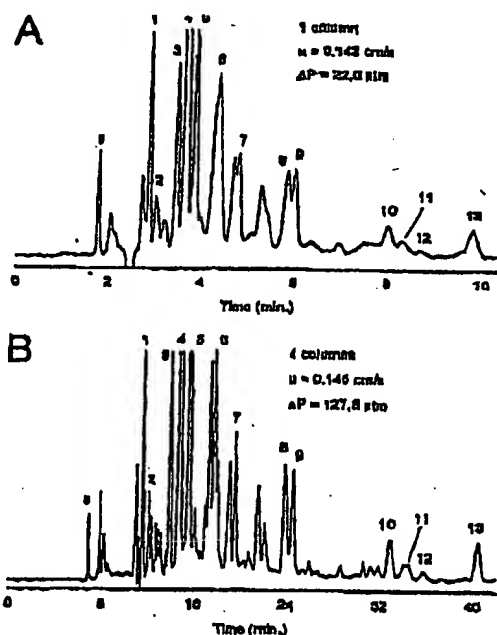 A
1 4 5
3 6
7
8 9
2
10 11
12
13
1 column
u = 0.142 cm/s
ΔP = 22.0 atm
0 2 4 6 8 10
Time (min.)
B
1 3 4 5 6
7
8 9
2
10 11
12
13
4 columns
u = 0.145 cm/s
ΔP = 127.8 atm
0 8 16 24 32 40
Time (min.)